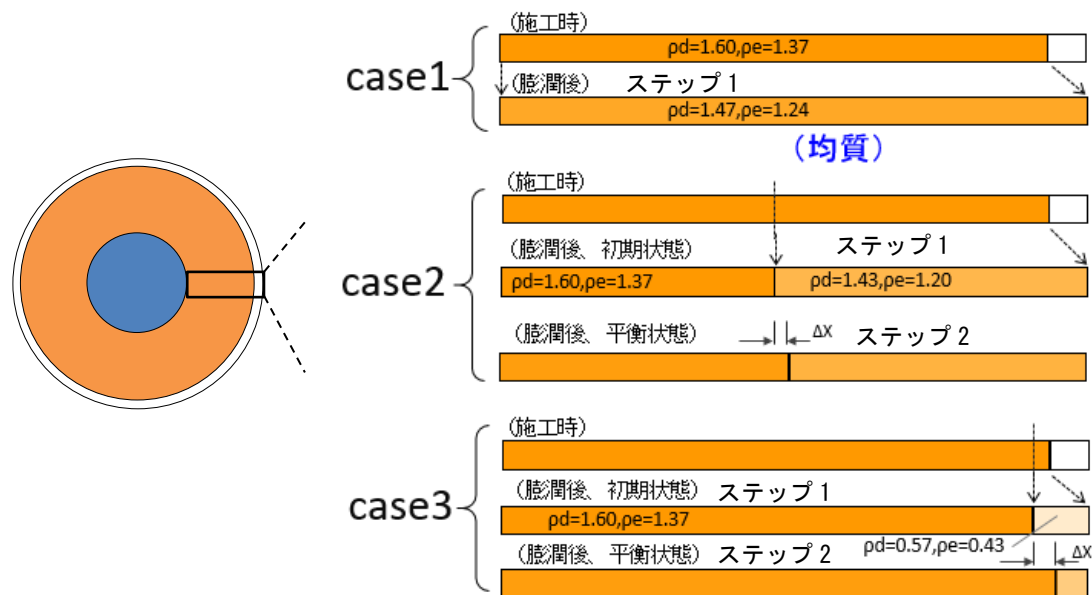 (施工時)
ρd=1.60,ρe=1.37
case1
(膨潤後) ステップ1
ρd=1.47,ρe=1.24
(均質)
(施工時)
(膨潤後、初期状態) ステップ1
ρd=1.60,ρe=1.37 ρd=1.43,ρe=1.20
case2
(膨潤後、平衡状態) ΔX ステップ2
(施工時)
(膨潤後、初期状態) ステップ1
case3
ρd=1.60,ρe=1.37
(膨潤後、平衡状態) ステップ2 ρd=0.57,ρe=0.43 ΔX